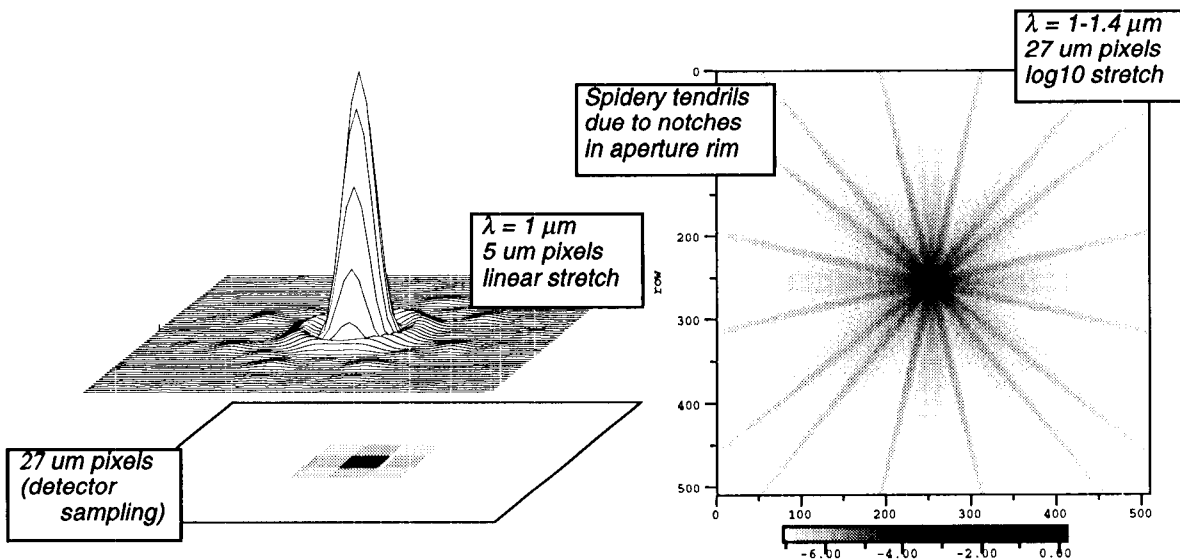 λ = 1-1.4 μm
27 um pixels
log10 stretch
Spidery tendrils
due to notches
in aperture rim
λ = 1 μm
5 um pixels
linear stretch
27 um pixels
(detector
sampling)
0
200
300
400
500
row
0
100
200
300
400
500
-6.00
-4.00
-2.00
0.00